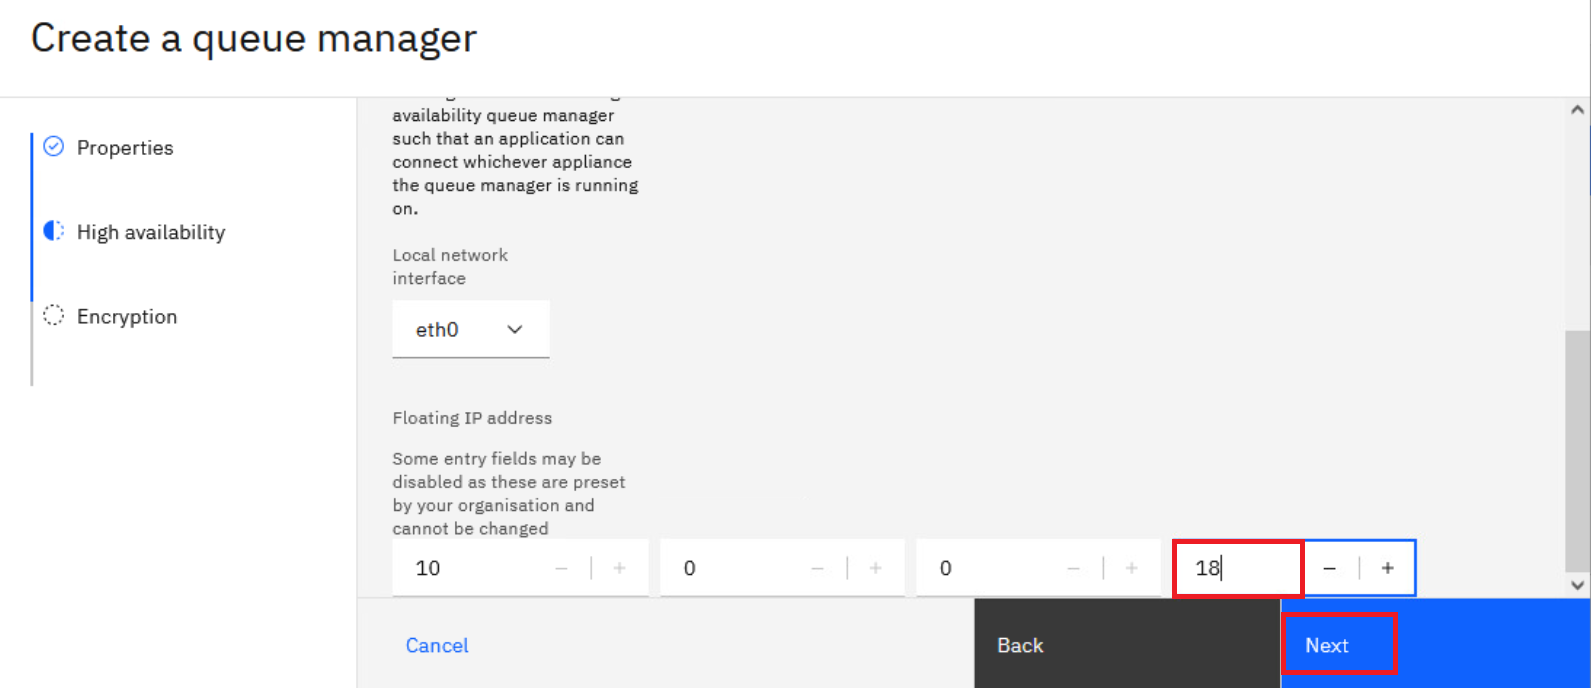 Create a queue manager
Properties
High availability
Encryption
availability queue manager
such that an application can
connect whichever appliance
the queue manager is running
on.
Local network
interface
eth0
Floating IP address
Some entry fields may be
disabled as these are preset
by your organisation and
cannot be changed
10 − + 0 − + 0 − + 18 − +
Cancel Back Next